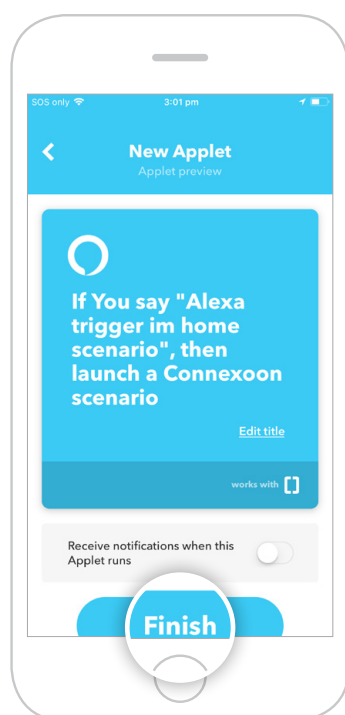 SOS only 3:01 pm
New Applet
Applet preview
If You say "Alexa
trigger im home
scenario", then
launch a Connexoon
scenario
Edit title
works with
Receive notifications when this
Applet runs
Finish